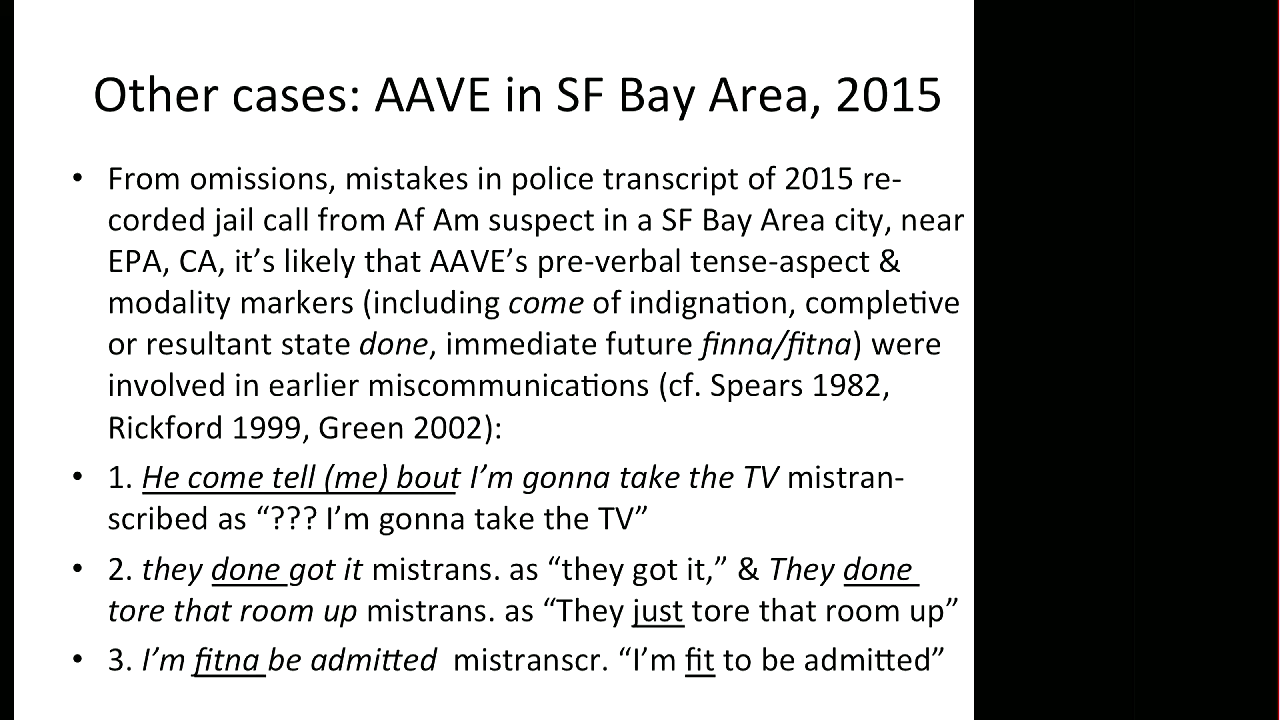 Other cases: AAVE in SF Bay Area, 2015
• From omissions, mistakes in police transcript of 2015 re-
corded jail call from Af Am suspect in a SF Bay Area city, near
EPA, CA, it’s likely that AAVE’s pre-verbal tense-aspect &
modality markers (including come of indignation, completive
or resultant state done, immediate future finna/fitna) were
involved in earlier miscommunications (cf. Spears 1982,
Rickford 1999, Green 2002):
• 1. He come tell (me) bout I’m gonna take the TV mistran-
scribed as “??? I’m gonna take the TV”
• 2. they done got it mistrans. as “they got it,” & They done
tore that room up mistrans. as “They just tore that room up”
• 3. I’m fitna be admitted mistranscr. “I’m fit to be admitted”